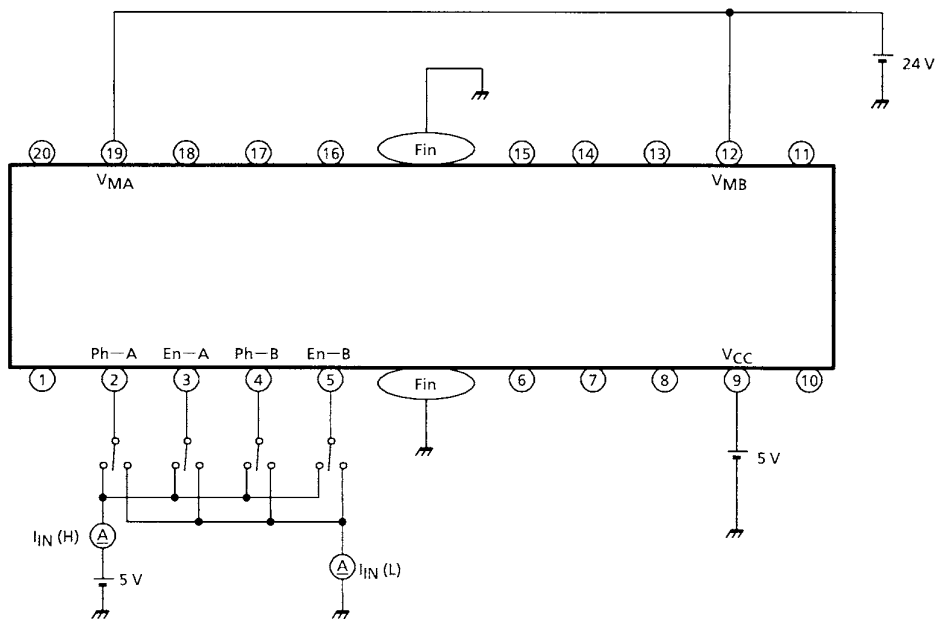 24 V
20 19 18 17 16 Fin 15 14 13 12 11
VMA VMB
Ph—A En—A Ph—B En—B VCC
1 2 3 4 5 Fin 6 7 8 9 10
5 V
IIN (H) A
A IIN (L)
5 V